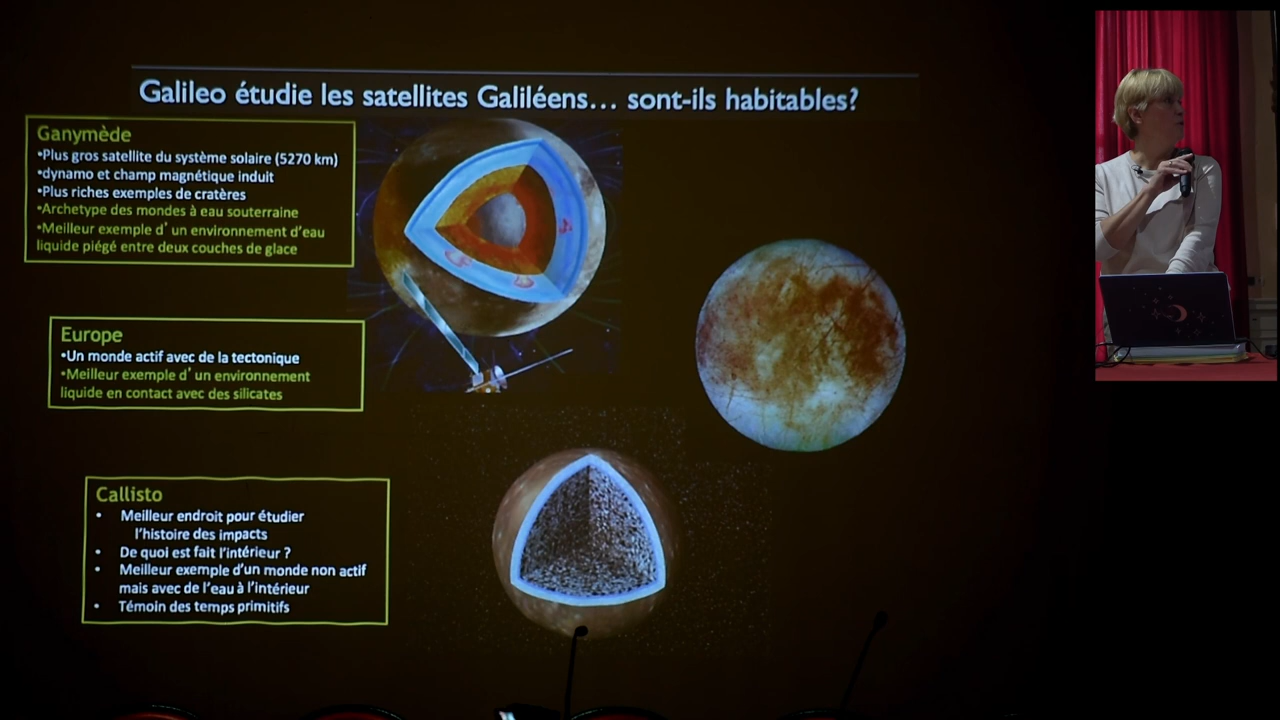 Galileo étudie les satellites Galiléens... sont-ils habitables?
Ganymède
•Plus gros satellite du système solaire (5270 km)
•dynamo et champ magnétique induit
•Plus riches exemples de cratères
•Archetype des mondes à eau souterraine
•Meilleur exemple d' un environment d'eau
liquide piégé entre deux couches de glace
Europe
•Un monde actif avec de la tectonique
•Meilleur exemple d' un environnement
liquide en contact avec des silicates
Callisto
• Meilleur endroit pour étudier
l'histoire des impacts
• De quoi est fait l'intérieur ?
• Meilleur exemple d'un monde non actif
mais avec de l'eau à l'intérieur
• Témoin des temps primitifs